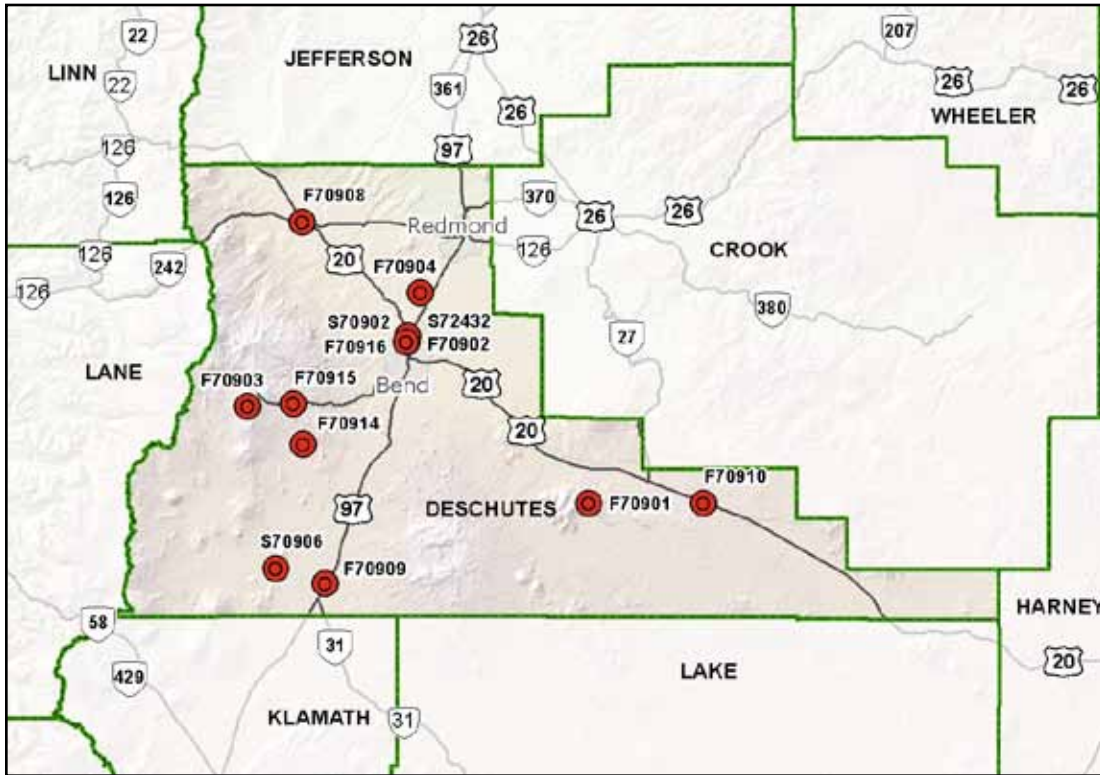 22
26
207
LINN
JEFFERSON
22
361
26
26
26
WHEELER
126
97
26
126
F70908
370
26
26
Redmond
126
CROOK
126
242
20
F70904
126
380
S70902
S72432
27
F70916
F70902
LANE
F70903
F70915
Bend
20
F70914
20
F70910
97
DESCHUTES
F70901
S70906
F70909
HARNEY
58
31
20
429
LAKE
KLAMATH
31